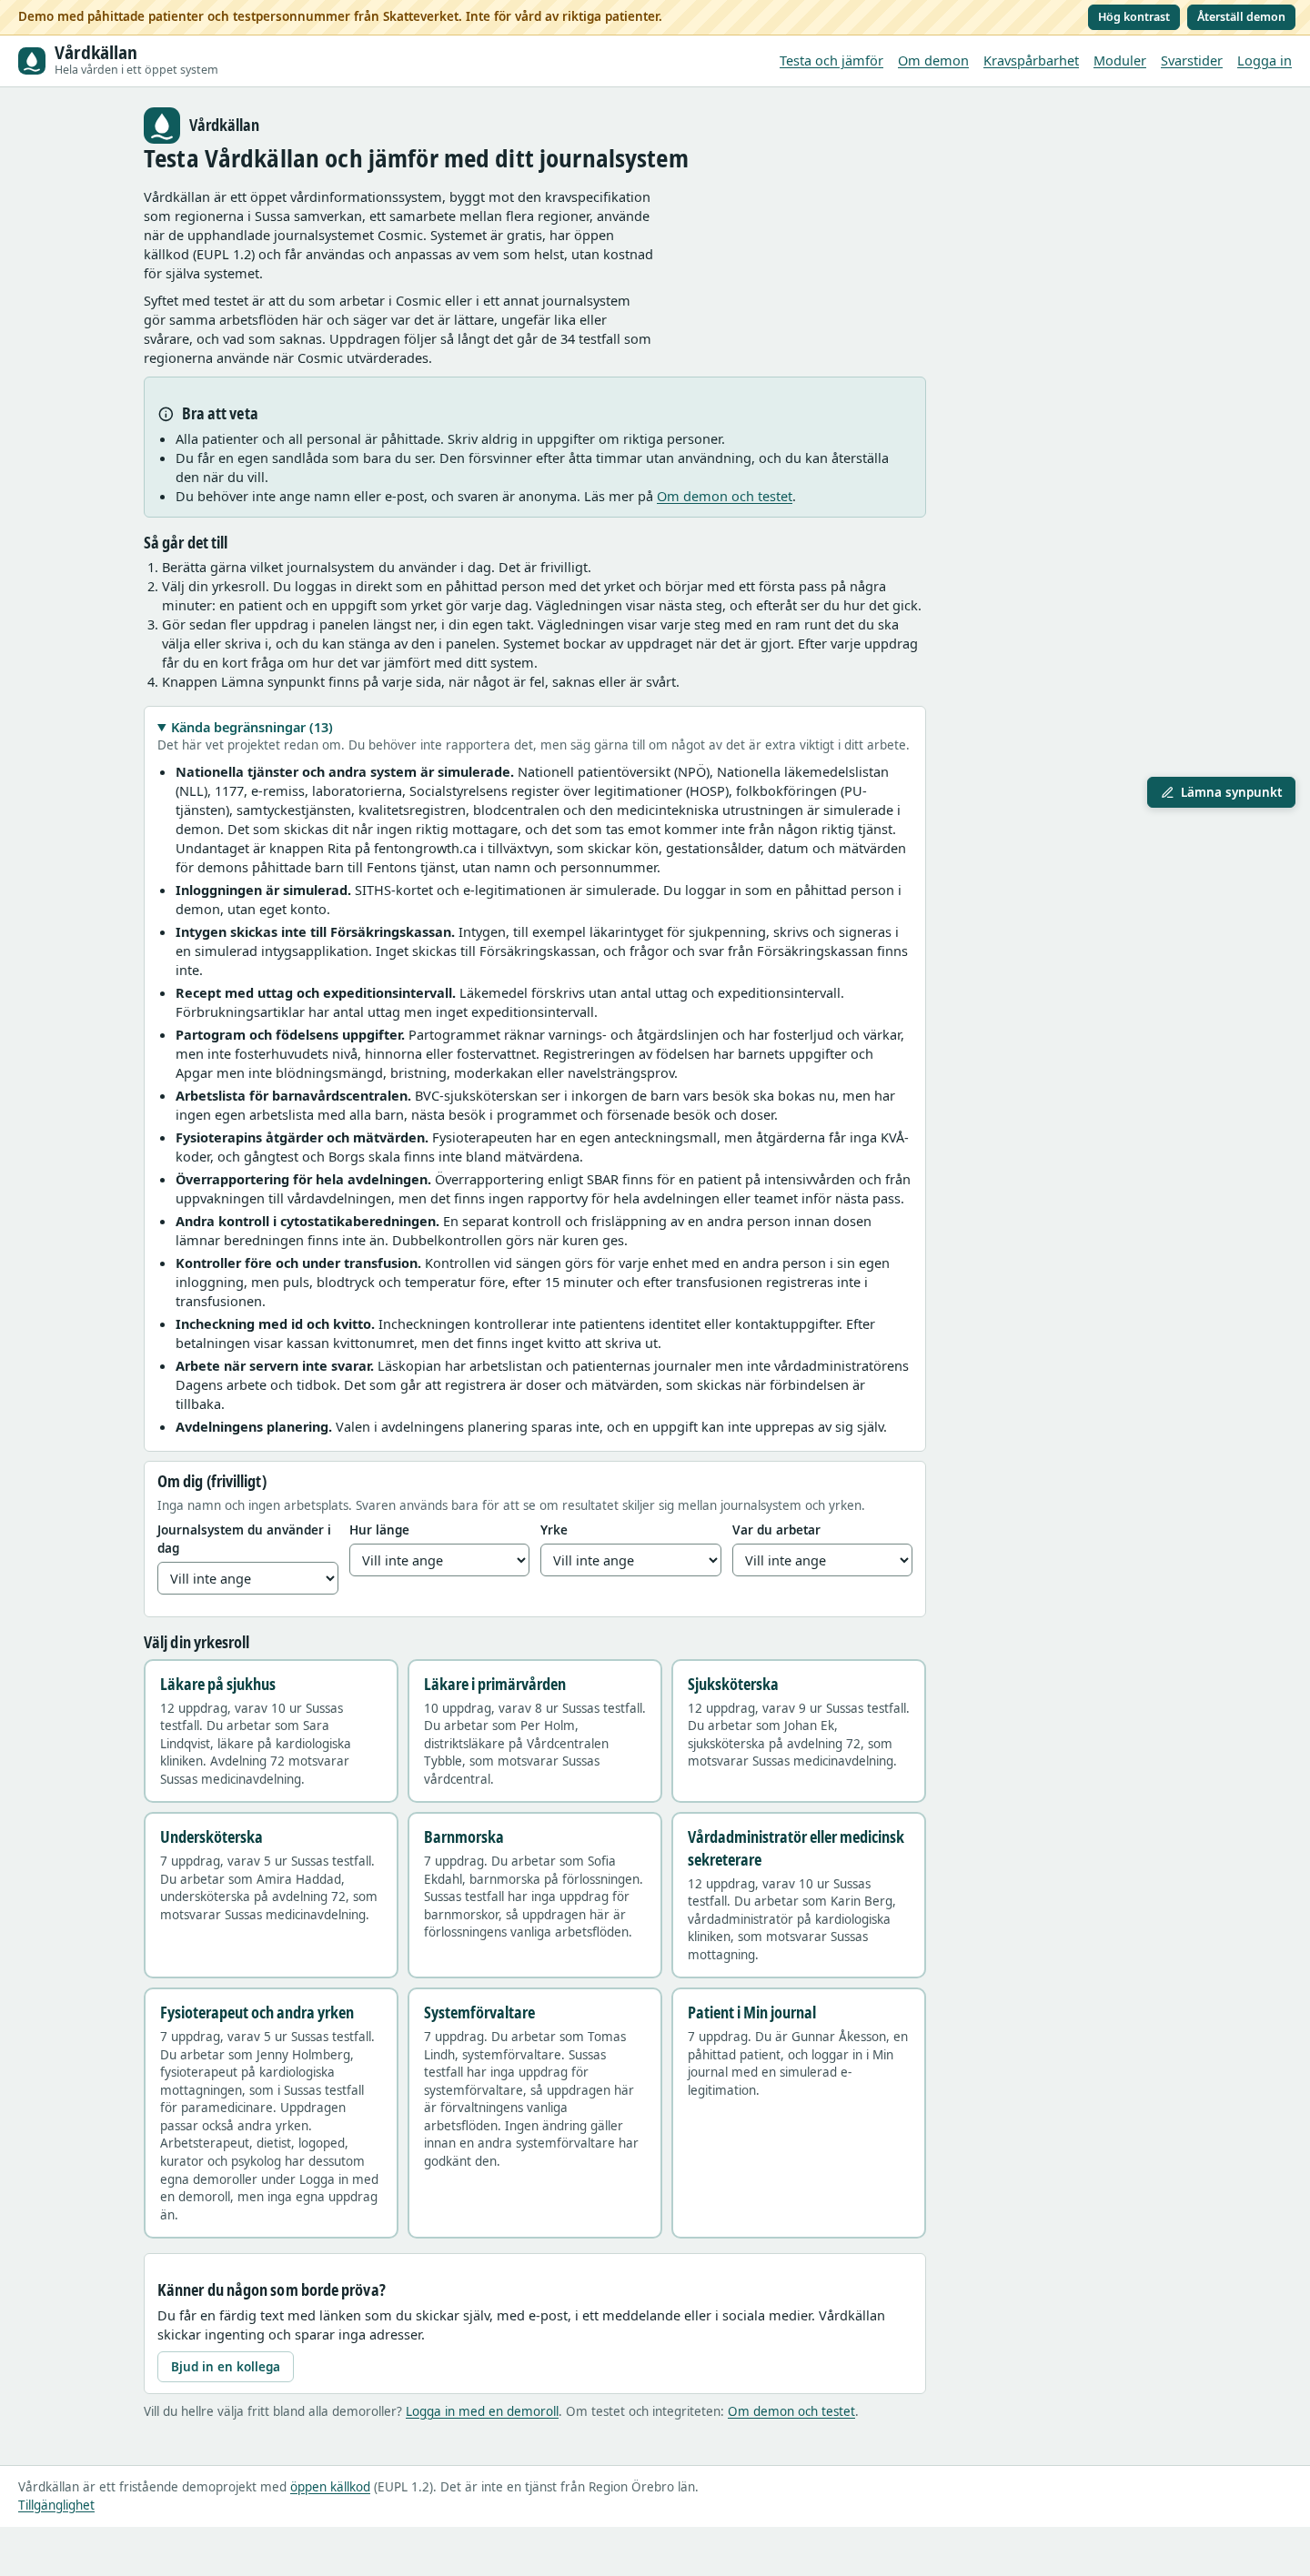 Demo med påhittade patienter och testpersonnummer från Skatteverket. Inte för vård av riktiga patienter.
Hög kontrast
Återställ demon
Vårdkällan
Hela vården i ett öppet system
Testa och jämför
Om demon
Kravspårbarhet
Moduler
Svarstider
Logga in
Vårdkällan
Testa Vårdkällan och jämför med ditt journalsystem
Vårdkällan är ett öppet vårdinformationssystem, byggt mot den kravspecifikation
som regionerna i Sussa samverkan, ett samarbete mellan flera regioner, använde
när de upphandlade journalsystemet Cosmic. Systemet är gratis, har öppen
källkod (EUPL 1.2) och får användas och anpassas av vem som helst, utan kostnad
för själva systemet.
Syftet med testet är att du som arbetar i Cosmic eller i ett annat journalsystem
gör samma arbetsflöden här och säger var det är lättare, ungefär lika eller
svårare, och vad som saknas. Uppdragen följer så långt det går de 34 testfall som
regionerna använde när Cosmic utvärderades.
Bra att veta
• Alla patienter och all personal är påhittade. Skriv aldrig in uppgifter om riktiga personer.
• Du får en egen sandlåda som bara du ser. Den försvinner efter åtta timmar utan användning, och du kan återställa
den när du vill.
• Du behöver inte ange namn eller e-post, och svaren är anonyma. Läs mer på Om demon och testet.
Så går det till
1. Berätta gärna vilket journalsystem du använder i dag. Det är frivilligt.
2. Välj din yrkesroll. Du loggas in direkt som en påhittad person med det yrket och börjar med ett första pass på några
minuter: en patient och en uppgift som yrket gör varje dag. Vägledningen visar nästa steg, och efteråt ser du hur det gick.
3. Gör sedan fler uppdrag i panelen längst ner, i din egen takt. Vägledningen visar varje steg med en ram runt det du ska
välja eller skriva i, och du kan stänga av den i panelen. Systemet bockar av uppdraget när det är gjort. Efter varje uppdrag
får du en kort fråga om hur det var jämfört med ditt system.
4. Knappen Lämna synpunkt finns på varje sida, när något är fel, saknas eller är svårt.
▼ Kända begränsningar (13)
Det här vet projektet redan om. Du behöver inte rapportera det, men säg gärna till om något av det är extra viktigt i ditt arbete.
• Nationella tjänster och andra system är simulerade. Nationell patientöversikt (NPÖ), Nationella läkemedelslistan
(NLL), 1177, e-remiss, laboratorierna, Socialstyrelsens register över legitimationer (HOSP), folkbokföringen (PU-
tjänsten), samtyckestjänsten, kvalitetsregistren, blodcentralen och den medicintekniska utrustningen är simulerade i
demon. Det som skickas dit når ingen riktig mottagare, och det som tas emot kommer inte från någon riktig tjänst.
Undantaget är knappen Rita på fentongrowth.ca i tillväxtvyn, som skickar kön, gestationsålder, datum och mätvärden
för demons påhittade barn till Fentons tjänst, utan namn och personnummer.
• Inloggningen är simulerad. SITHS-kortet och e-legitimationen är simulerade. Du loggar in som en påhittad person i
demon, utan eget konto.
• Intygen skickas inte till Försäkringskassan. Intygen, till exempel läkarintyget för sjukpenning, skrivs och signeras i
en simulerad intygsapplikation. Inget skickas till Försäkringskassan, och frågor och svar från Försäkringskassan finns
inte.
• Recept med uttag och expeditionsintervall. Läkemedel förskrivs utan antal uttag och expeditionsintervall.
Förbrukningsartiklar har antal uttag men inget expeditionsintervall.
• Partogram och födelsens uppgifter. Partogrammet räknar varnings- och åtgärdslinjen och har fosterljud och värkar,
men inte fosterhuvudets nivå, hinnorna eller fostervattnet. Registreringen av födelsen har barnets uppgifter och
Apgar men inte blödningsmängd, bristning, moderkakan eller navelsträngsprov.
• Arbetslista för barnavårdscentralen. BVC-sjuksköterskan ser i inkorgen de barn vars besök ska bokas nu, men har
ingen egen arbetslista med alla barn, nästa besök i programmet och försenade besök och doser.
• Fysioterapins åtgärder och mätvärden. Fysioterapeuten har en egen anteckningsmall, men åtgärderna får inga KVÅ-
koder, och gångtest och Borgs skala finns inte bland mätvärdena.
• Överrapportering för hela avdelningen. Överrapportering enligt SBAR finns för en patient på intensivvården och från
uppvakningen till vårdavdelningen, men det finns ingen rapportvy för hela avdelningen eller teamet inför nästa pass.
• Andra kontroll i cytostatikaberedningen. En separat kontroll och frisläppning av en andra person innan dosen
lämnar beredningen finns inte än. Dubbelkontrollen görs när kuren ges.
• Kontroller före och under transfusion. Kontrollen vid sängen görs för varje enhet med en andra person i sin egen
inloggning, men puls, blodtryck och temperatur före, efter 15 minuter och efter transfusionen registreras inte i
transfusionen.
• Incheckning med id och kvitto. Incheckningen kontrollerar inte patientens identitet eller kontaktuppgifter. Efter
betalningen visar kassan kvittonumret, men det finns inget kvitto att skriva ut.
• Arbete när servern inte svarar. Läskopian har arbetslistan och patienternas journaler men inte vårdadministratörens
Dagens arbete och tidbok. Det som går att registrera är doser och mätvärden, som skickas när förbindelsen är
tillbaka.
• Avdelningens planering. Valen i avdelningens planering sparas inte, och en uppgift kan inte upprepas av sig själv.
Lämna synpunkt
Om dig (frivilligt)
Inga namn och ingen arbetsplats. Svaren används bara för att se om resultatet skiljer sig mellan journalsystem och yrken.
Journalsystem du använder i
dag
Vill inte ange
Hur länge
Vill inte ange
Yrke
Vill inte ange
Var du arbetar
Vill inte ange
Välj din yrkesroll
Läkare på sjukhus
12 uppdrag, varav 10 ur Sussas
testfall. Du arbetar som Sara
Lindqvist, läkare på kardiologiska
kliniken. Avdelning 72 motsvarar
Sussas medicinavdelning.
Läkare i primärvården
10 uppdrag, varav 8 ur Sussas testfall.
Du arbetar som Per Holm,
distriktsläkare på Vårdcentralen
Tybble, som motsvarar Sussas
vårdcentral.
Sjuksköterska
12 uppdrag, varav 9 ur Sussas testfall.
Du arbetar som Johan Ek,
sjuksköterska på avdelning 72, som
motsvarar Sussas medicinavdelning.
Undersköterska
7 uppdrag, varav 5 ur Sussas testfall.
Du arbetar som Amira Haddad,
undersköterska på avdelning 72, som
motsvarar Sussas medicinavdelning.
Barnmorska
7 uppdrag. Du arbetar som Sofia
Ekdahl, barnmorska på förlossningen.
Sussas testfall har inga uppdrag för
barnmorskor, så uppdragen här är
förlossningens vanliga arbetsflöden.
Vårdadministratör eller medicinsk
sekreterare
12 uppdrag, varav 10 ur Sussas
testfall. Du arbetar som Karin Berg,
vårdadministratör på kardiologiska
kliniken, som motsvarar Sussas
mottagning.
Fysioterapeut och andra yrken
7 uppdrag, varav 5 ur Sussas testfall.
Du arbetar som Jenny Holmberg,
fysioterapeut på kardiologiska
mottagningen, som i Sussas testfall
för paramedicinare. Uppdragen
passar också andra yrken.
Arbetsterapeut, dietist, logoped,
kurator och psykolog har dessutom
egna demoroller under Logga in med
en demoroll, men inga egna uppdrag
än.
Systemförvaltare
7 uppdrag. Du arbetar som Tomas
Lindh, systemförvaltare. Sussas
testfall har inga uppdrag för
systemförvaltare, så uppdragen här
är förvaltningens vanliga
arbetsflöden. Ingen ändring gäller
innan en andra systemförvaltare har
godkänt den.
Patient i Min journal
7 uppdrag. Du är Gunnar Åkesson, en
påhittad patient, och loggar in i Min
journal med en simulerad e-
legitimation.
Känner du någon som borde pröva?
Du får en färdig text med länken som du skickar själv, med e-post, i ett meddelande eller i sociala medier. Vårdkällan
skickar ingenting och sparar inga adresser.
Bjud in en kollega
Vill du hellre välja fritt bland alla demoroller? Logga in med en demoroll. Om testet och integriteten: Om demon och testet.
Vårdkällan är ett fristående demoprojekt med öppen källkod (EUPL 1.2). Det är inte en tjänst från Region Örebro län.
Tillgänglighet